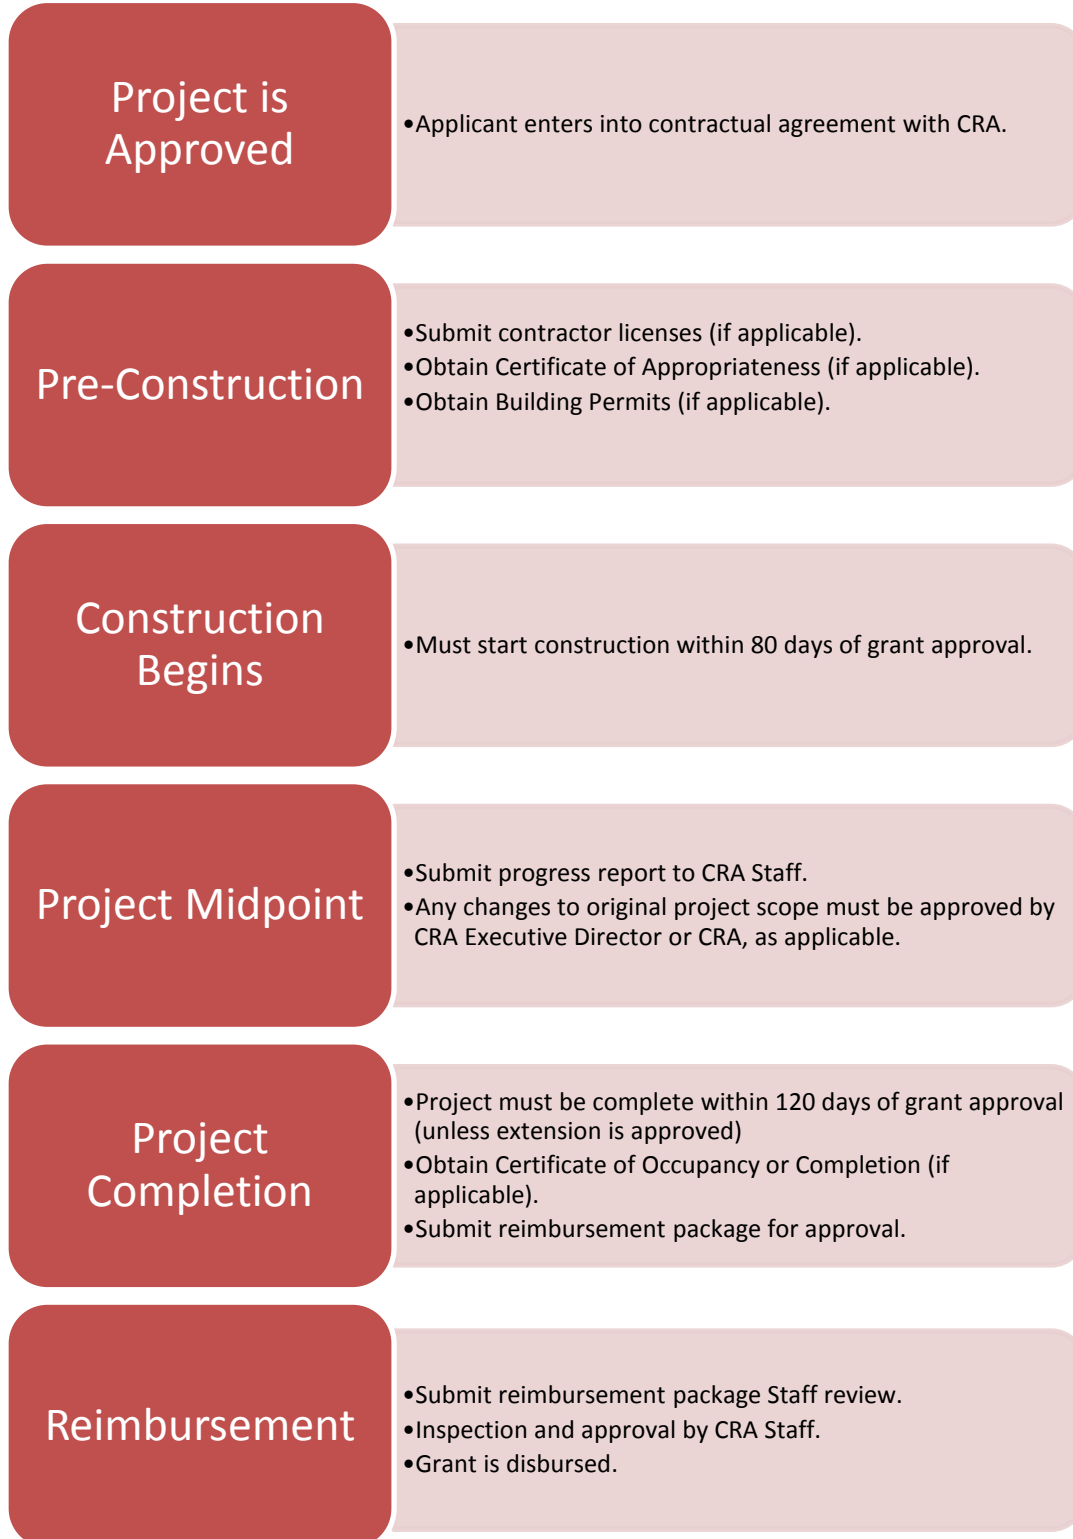 Project is
Approved
•Applicant enters into contractual agreement with CRA.
Pre-Construction
•Submit contractor licenses (if applicable).
•Obtain Certificate of Appropriateness (if applicable).
•Obtain Building Permits (if applicable).
Construction
Begins
•Must start construction within 80 days of grant approval.
Project Midpoint
•Submit progress report to CRA Staff.
•Any changes to original project scope must be approved by
CRA Executive Director or CRA, as applicable.
Project
Completion
•Project must be complete within 120 days of grant approval
(unless extension is approved)
•Obtain Certificate of Occupancy or Completion (if
applicable).
•Submit reimbursement package for approval.
Reimbursement
•Submit reimbursement package Staff review.
•Inspection and approval by CRA Staff.
•Grant is disbursed.